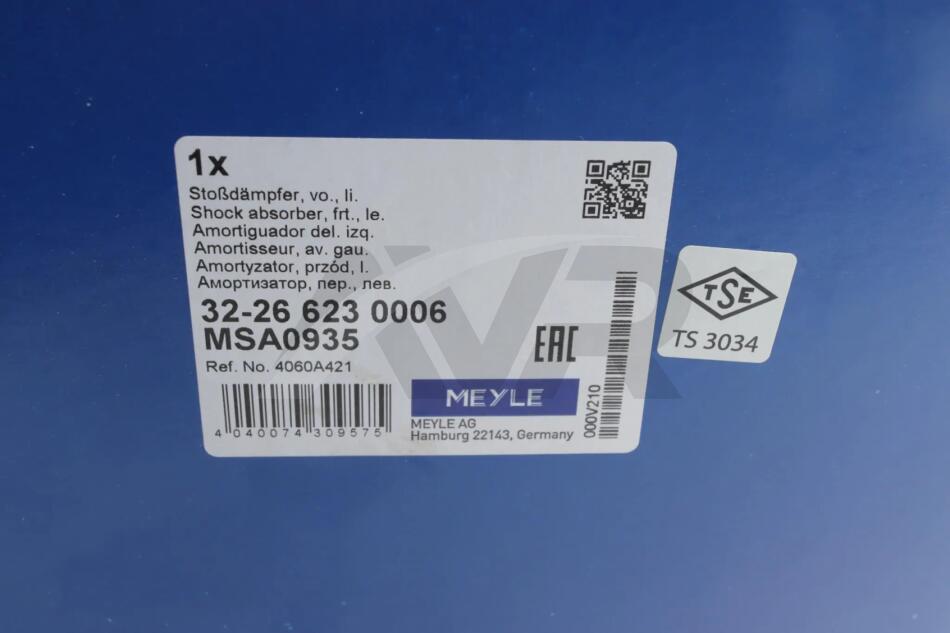 1x
Stoßdämpfer, vo., li.
Shock absorber, frt., le.
Amortiguador del. izq.
Amortisseur, av. gau.
Amortyzator, przód, l.
Амортизатор, пер., лев.
32-26 623 0006
MSA0935
Ref. No. 4060A421
4 040074 309575
EAC
MEYLE
MEYLE AG
Hamburg 22143, Germany
000V210
TSE
TS 3034
AVR